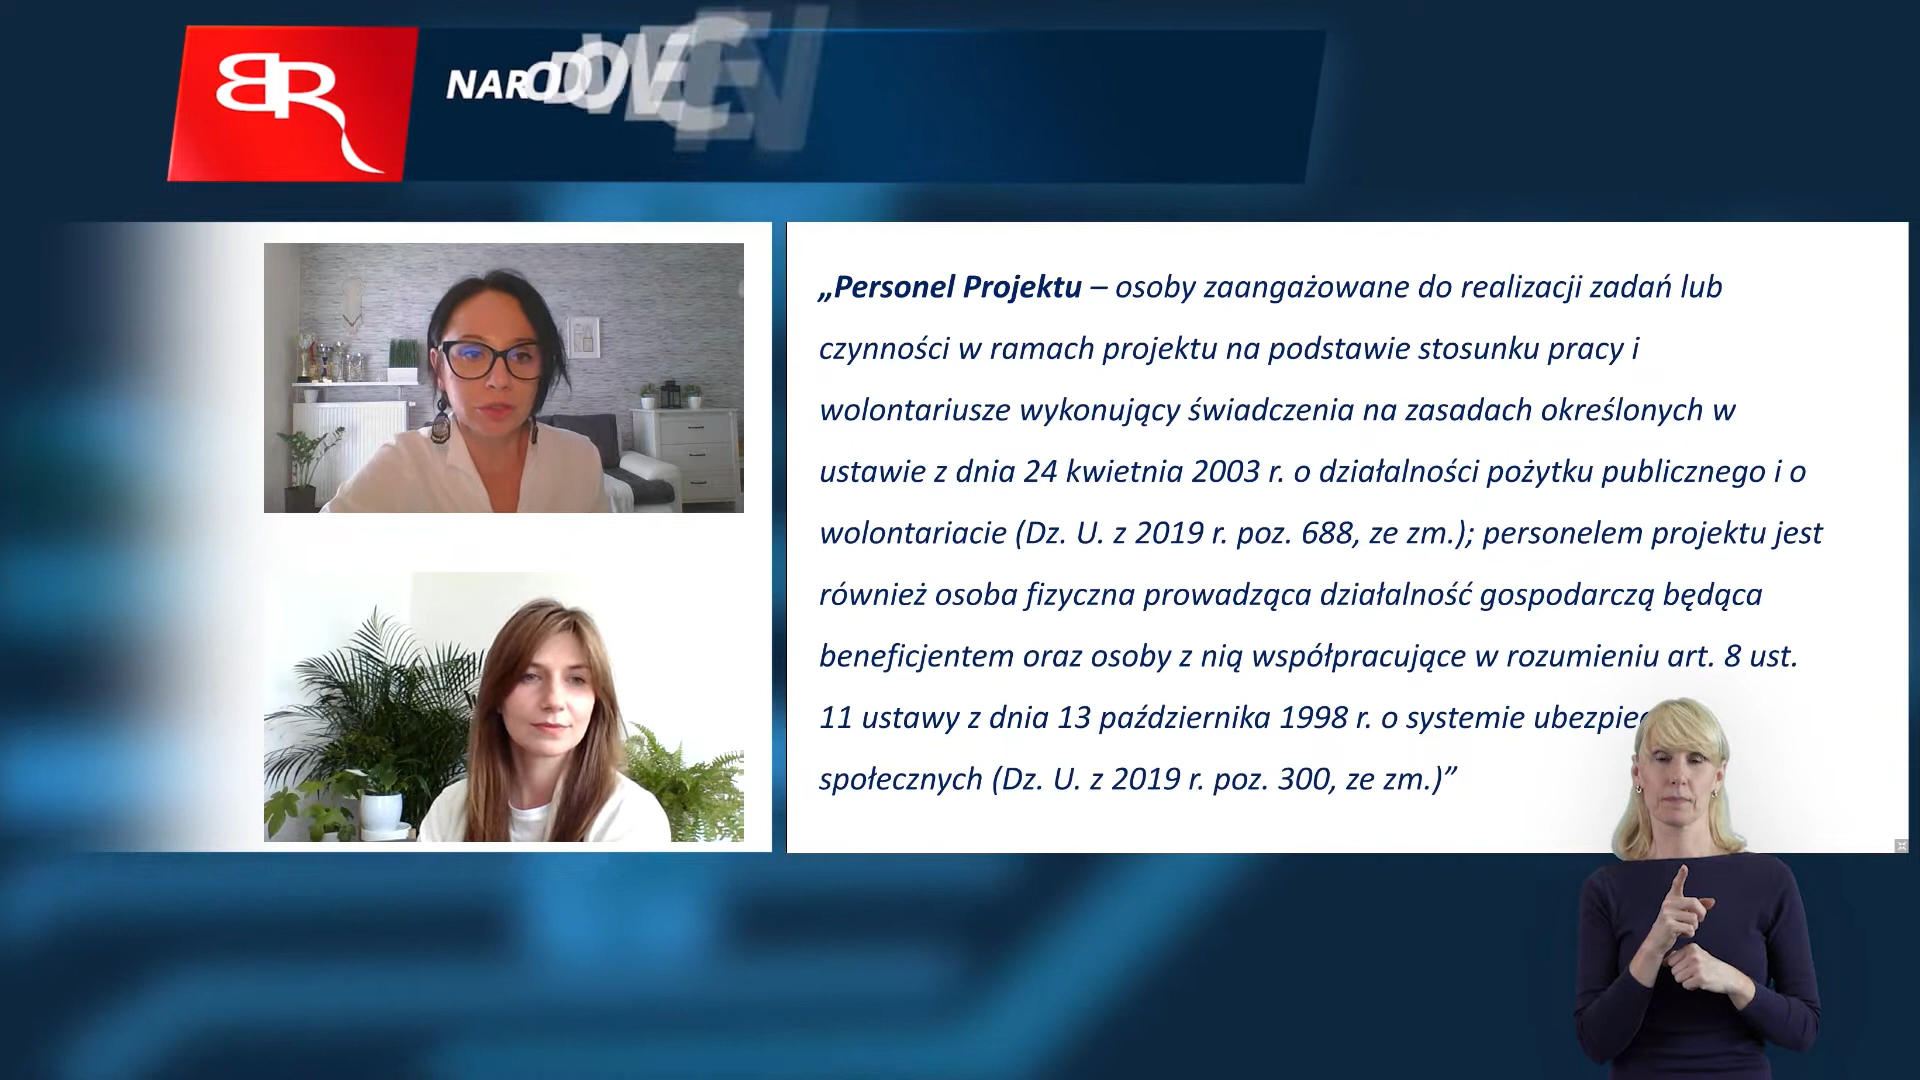 BR
NARODOWE CEN
„Personel Projektu – osoby zaangażowane do realizacji zadań lub
czynności w ramach projektu na podstawie stosunku pracy i
wolontariusze wykonujący świadczenia na zasadach określonych w
ustawie z dnia 24 kwietnia 2003 r. o działalności pożytku publicznego i o
wolontariacie (Dz. U. z 2019 r. poz. 688, ze zm.); personelem projektu jest
również osoba fizyczna prowadząca działalność gospodarczą będąca
beneficjentem oraz osoby z nią współpracujące w rozumieniu art. 8 ust.
11 ustawy z dnia 13 października 1998 r. o systemie
społecznych (Dz. U. z 2019 r. poz. 300, ze zm.)”